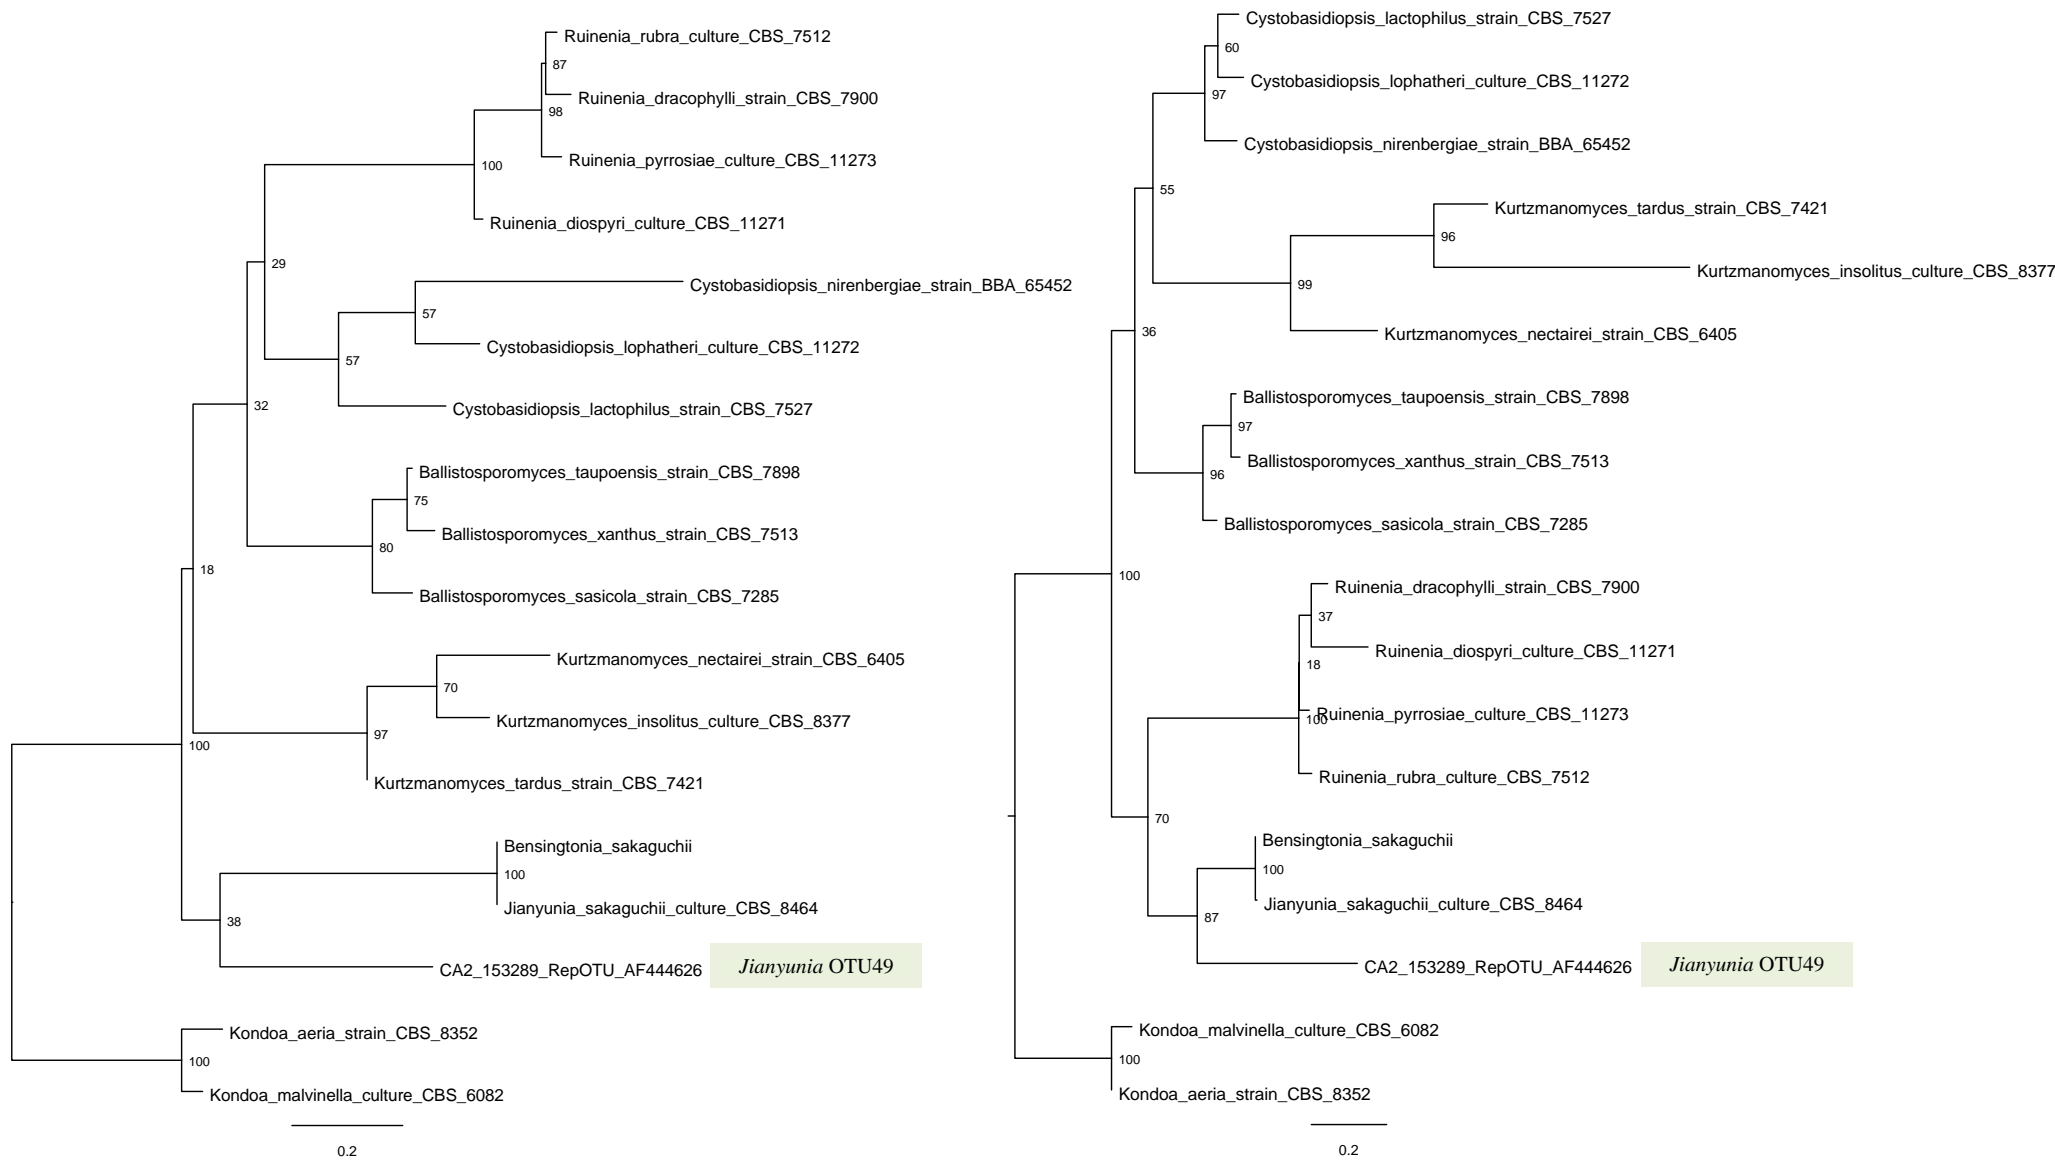 Ruinenia_rubra_culture_CBS_7512
87
Ruinenia_dracophylli_strain_CBS_7900
98
Ruinenia_pyrrosiae_culture_CBS_11273
100
Ruinenia_diospyri_culture_CBS_11271
29
Cystobasidiopsis_nirenbergiae_strain_BBA_65452
57
Cystobasidiopsis_lophatheri_culture_CBS_11272
57
Cystobasidiopsis_lactophilus_strain_CBS_7527
32
Ballistosporomyces_taupoensis_strain_CBS_7898
75
Ballistosporomyces_xanthus_strain_CBS_7513
80
Ballistosporomyces_sasicola_strain_CBS_7285
18
Kurtzmanomyces_nectairei_strain_CBS_6405
70
Kurtzmanomyces_insolitus_culture_CBS_8377
97
Kurtzmanomyces_tardus_strain_CBS_7421
100
Bensingtonia_sakaguchii
100
Jianyunia_sakaguchii_culture_CBS_8464
38
CA2_153289_RepOTU_AF444626 Jianyunia OTU49
Kondoa_aeria_strain_CBS_8352
100
Kondoa_malvinella_culture_CBS_6082
0.2
Cystobasidiopsis_lactophilus_strain_CBS_7527
60
Cystobasidiopsis_lophatheri_culture_CBS_11272
97
Cystobasidiopsis_nirenbergiae_strain_BBA_65452
55
Kurtzmanomyces_tardus_strain_CBS_7421
96
Kurtzmanomyces_insolitus_culture_CBS_8377
99
Kurtzmanomyces_nectairei_strain_CBS_6405
36
Ballistosporomyces_taupoensis_strain_CBS_7898
97
Ballistosporomyces_xanthus_strain_CBS_7513
96
Ballistosporomyces_sasicola_strain_CBS_7285
100
Ruinenia_dracophylli_strain_CBS_7900
37
Ruinenia_diospyri_culture_CBS_11271
18
Ruinenia_pyrrosiae_culture_CBS_11273
100
Ruinenia_rubra_culture_CBS_7512
70
Bensingtonia_sakaguchii
100
Jianyunia_sakaguchii_culture_CBS_8464
87
CA2_153289_RepOTU_AF444626 Jianyunia OTU49
Kondoa_malvinella_culture_CBS_6082
100
Kondoa_aeria_strain_CBS_8352
0.2